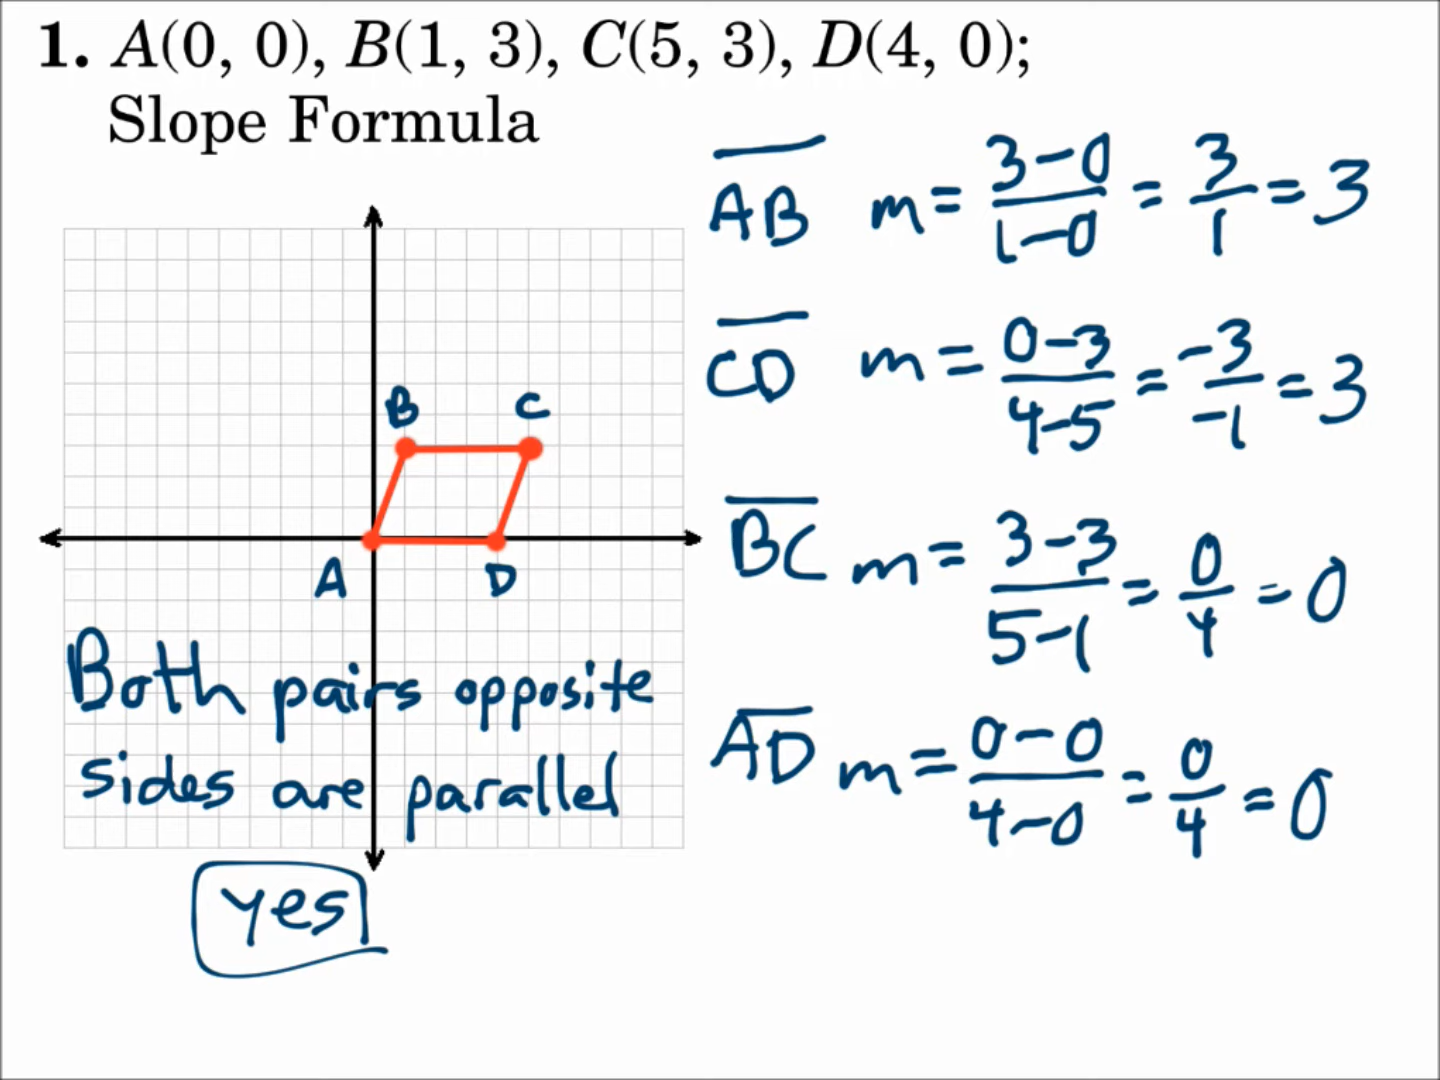 1. A(0, 0), B(1, 3), C(5, 3), D(4, 0);
Slope Formula
AB m = 3-0/1-0 = 3/1 = 3
CD m = 0-3/4-5 = -3/-1 = 3
B C
BC m = 3-3/5-1 = 0/4 = 0
A D
Both pairs opposite
sides are parallel
AD m = 0-0/4-0 = 0/4 = 0
yes